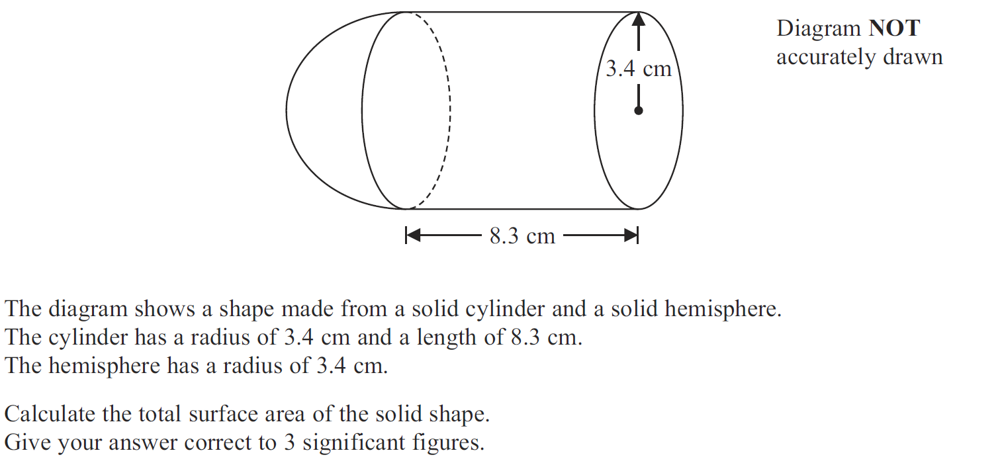 Diagram NOT
accurately drawn
3.4 cm
8.3 cm
The diagram shows a shape made from a solid cylinder and a solid hemisphere.
The cylinder has a radius of 3.4 cm and a length of 8.3 cm.
The hemisphere has a radius of 3.4 cm.
Calculate the total surface area of the solid shape.
Give your answer correct to 3 significant figures.